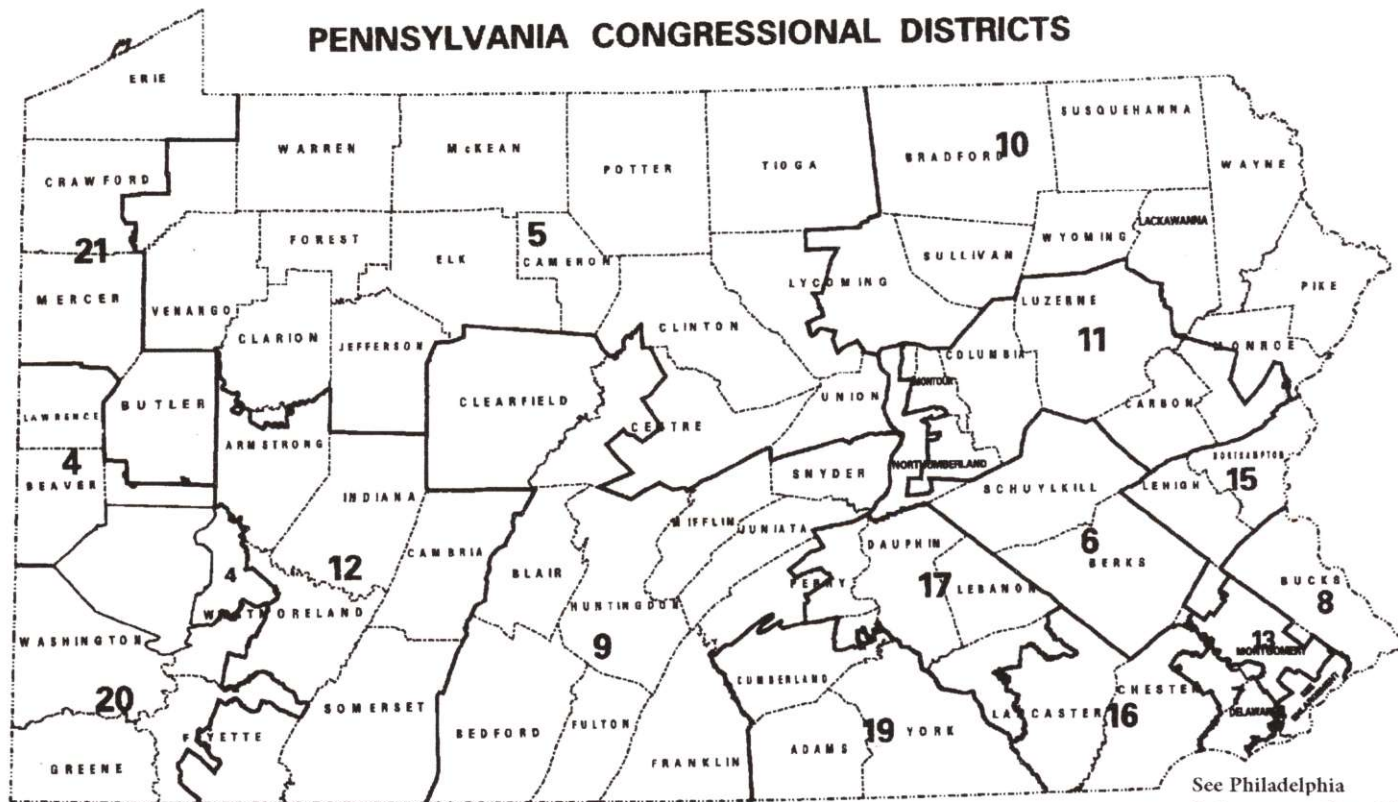 PENNSYLVANIA CONGRESSIONAL DISTRICTS
ERIE
WARREN
McKEAN
POTTER
TIOGA
BRADFORD
10
SUSQUEHANNA
WAYNE
CRAWFORD
21
FOREST
ELK
5
CAMERON
LYCOMING
SULLIVAN
WYOMING
LACKAWANNA
PIKE
MERCER
VENANGO
CLARION
JEFFERSON
CLINTON
COLUMBIA
LUZERNE
11
MONROE
LAWRENCE
BUTLER
ARMSTRONG
CLEARFIELD
CENTRE
UNION
MONTOUR
CARBON
4
BEAVER
INDIANA
SNYDER
NORTHUMBERLAND
SCHUYLKILL
LEHIGH
NORTHAMPTON
15
4
12
CAMBRIA
BLAIR
MIFFLIN
JUNIATA
DAUPHIN
6
BERKS
BUCKS
8
WASHINGTON
WESTMORELAND
HUNTINGDON
9
PERRY
17
LEBANON
13
MONTGOMERY
20
FAYETTE
SOMERSET
BEDFORD
FULTON
FRANKLIN
CUMBERLAND
ADAMS
19
YORK
LANCASTER
16
CHESTER
7
DELAWARE
GREENE
See Philadelphia